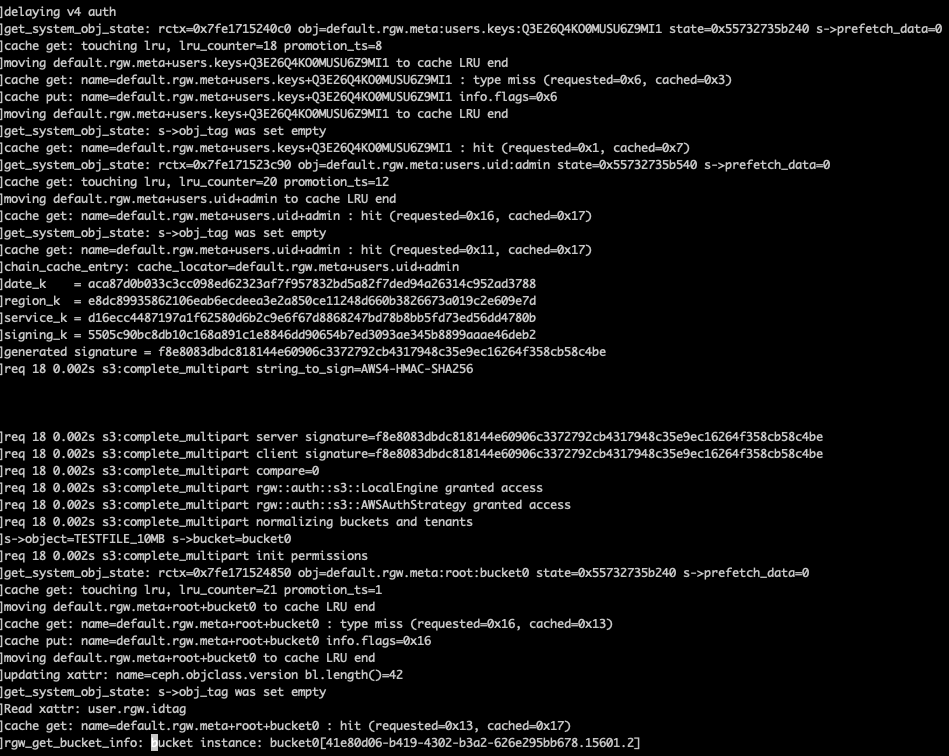 ]delaying v4 auth
]get_system_obj_state: rctx=0x7fe1715240c0 obj=default.rgw.meta:users.keys:Q3E26Q4KO0MUSU6Z9MI1 state=0x55732735b240 s->prefetch_data=0
]cache get: touching lru, lru_counter=18 promotion_ts=8
]moving default.rgw.meta+users.keys+Q3E26Q4KO0MUSU6Z9MI1 to cache LRU end
]cache get: name=default.rgw.meta+users.keys+Q3E26Q4KO0MUSU6Z9MI1 : type miss (requested=0x6, cached=0x3)
]cache put: name=default.rgw.meta+users.keys+Q3E26Q4KO0MUSU6Z9MI1 info.flags=0x6
]moving default.rgw.meta+users.keys+Q3E26Q4KO0MUSU6Z9MI1 to cache LRU end
]get_system_obj_state: s->obj_tag was set empty
]cache get: name=default.rgw.meta+users.keys+Q3E26Q4KO0MUSU6Z9MI1 : hit (requested=0x1, cached=0x7)
]get_system_obj_state: rctx=0x7fe171523c90 obj=default.rgw.meta:users.uid:admin state=0x55732735b540 s->prefetch_data=0
]cache get: touching lru, lru_counter=20 promotion_ts=12
]moving default.rgw.meta+users.uid+admin to cache LRU end
]cache get: name=default.rgw.meta+users.uid+admin : hit (requested=0x16, cached=0x17)
]get_system_obj_state: s->obj_tag was set empty
]cache get: name=default.rgw.meta+users.uid+admin : hit (requested=0x11, cached=0x17)
]chain_cache_entry: cache_locator=default.rgw.meta+users.uid+admin
]date_k    = aca87d0b033c3cc098ed62323af7f957832bd5a82f7ded94a26314c952ad3788
]region_k  = e8dc89935862106eab6ecdeea3e2a850ce11248d660b3826673a019c2e609e7d
]service_k = d16ecc4487197a1f62580d6b2c9e6f67d8868247bd78b8bb5fd73ed56dd4780b
]signing_k = 5505c90bc8db10c168a891c1e8846dd90654b7ed3093ae345b8899aaae46deb2
]generated signature = f8e8083dbdc818144e60906c3372792cb4317948c35e9ec16264f358cb58c4be
]req 18 0.002s s3:complete_multipart string_to_sign=AWS4-HMAC-SHA256
]req 18 0.002s s3:complete_multipart server signature=f8e8083dbdc818144e60906c3372792cb4317948c35e9ec16264f358cb58c4be
]req 18 0.002s s3:complete_multipart client signature=f8e8083dbdc818144e60906c3372792cb4317948c35e9ec16264f358cb58c4be
]req 18 0.002s s3:complete_multipart compare=0
]req 18 0.002s s3:complete_multipart rgw::auth::s3::LocalEngine granted access
]req 18 0.002s s3:complete_multipart rgw::auth::s3::AWSAuthStrategy granted access
]req 18 0.002s s3:complete_multipart normalizing buckets and tenants
]s->object=TESTFILE_10MB s->bucket=bucket0
]req 18 0.002s s3:complete_multipart init permissions
]get_system_obj_state: rctx=0x7fe171524850 obj=default.rgw.meta:root:bucket0 state=0x55732735b240 s->prefetch_data=0
]cache get: touching lru, lru_counter=21 promotion_ts=1
]moving default.rgw.meta+root+bucket0 to cache LRU end
]cache get: name=default.rgw.meta+root+bucket0 : type miss (requested=0x16, cached=0x13)
]cache put: name=default.rgw.meta+root+bucket0 info.flags=0x16
]moving default.rgw.meta+root+bucket0 to cache LRU end
]updating xattr: name=ceph.objclass.version bl.length()=42
]get_system_obj_state: s->obj_tag was set empty
]Read xattr: user.rgw.idtag
]cache get: name=default.rgw.meta+root+bucket0 : hit (requested=0x13, cached=0x17)
]rgw_get_bucket_info: bucket instance: bucket0[41e80d06-b419-4302-b3a2-626e295bb678.15601.2]